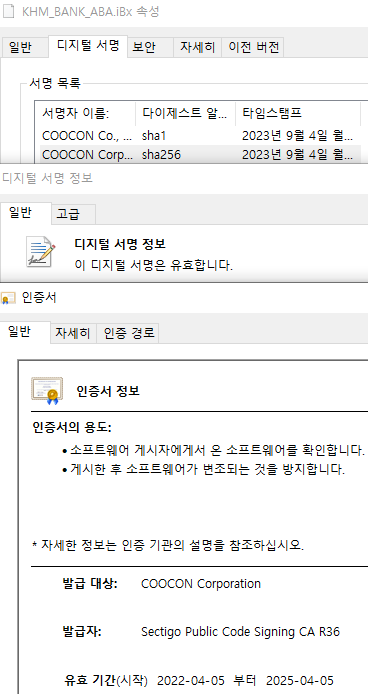 KHM_BANK_ABA.iBx 속성
일반 디지털 서명 보안 자세히 이전 버전
서명 목록
서명자 이름: 다이제스트 알... 타임스탬프
COOCON Co., ... sha1 2023년 9월 4일 월...
COOCON Corp... sha256 2023년 9월 4일 월...
디지털 서명 정보
일반 고급
디지털 서명 정보
이 디지털 서명은 유효합니다.
인증서
일반 자세히 인증 경로
인증서 정보
인증서의 용도:
• 소프트웨어 게시자에게서 온 소프트웨어를 확인합니다.
• 게시한 후 소프트웨어가 변조되는 것을 방지합니다.
* 자세한 정보는 인증 기관의 설명을 참조하십시오.
발급 대상: COOCON Corporation
발급자: Sectigo Public Code Signing CA R36
유효 기간(시작) 2022-04-05 부터 2025-04-05